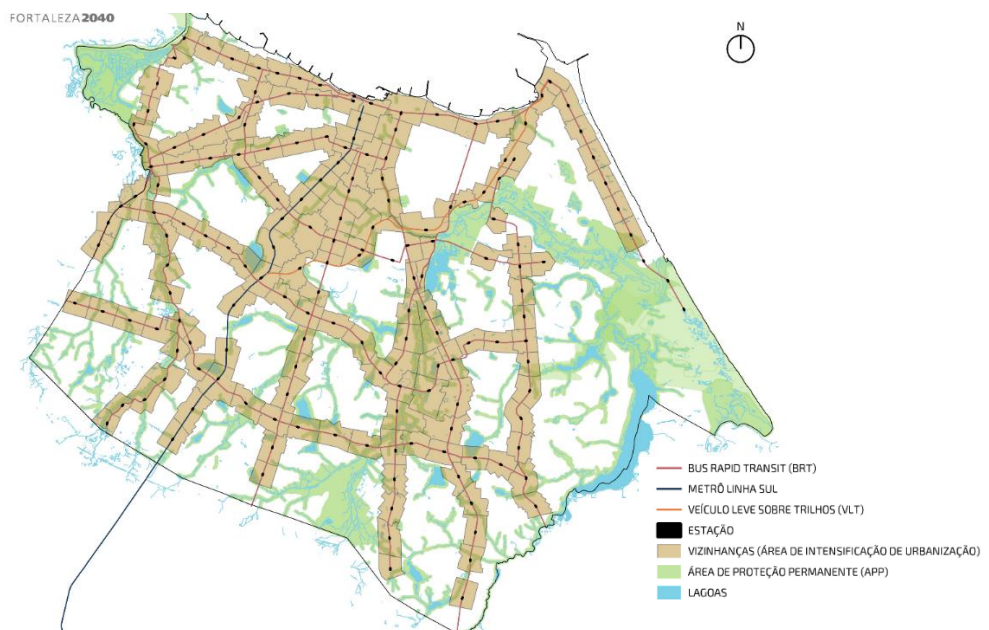 FORTALEZA2040
N
BUS RAPID TRANSIT (BRT)
METRÔ LINHA SUL
VEÍCULO LEVE SOBRE TRILHOS (VLT)
ESTAÇÃO
VIZINHANÇAS (ÁREA DE INTENSIFICAÇÃO DE URBANIZAÇÃO)
ÁREA DE PROTEÇÃO PERMANENTE (APP)
LAGOAS